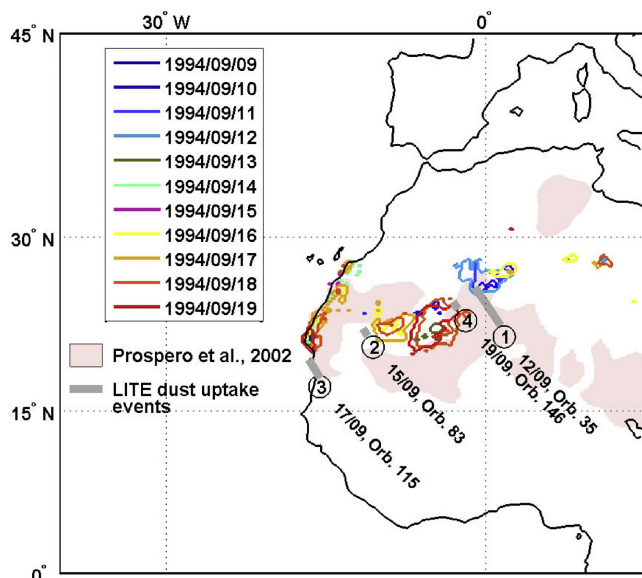 30° W
0°
45° N
1994/09/09
1994/09/10
1994/09/11
1994/09/12
1994/09/13
1994/09/14
1994/09/15
1994/09/16
1994/09/17
1994/09/18
1994/09/19
30° N
Prospero et al., 2002
LITE dust uptake
events
1
2
3
4
12/09, Orb. 35
19/09, Orb. 146
15/09, Orb. 83
17/09, Orb. 115
15° N
0°